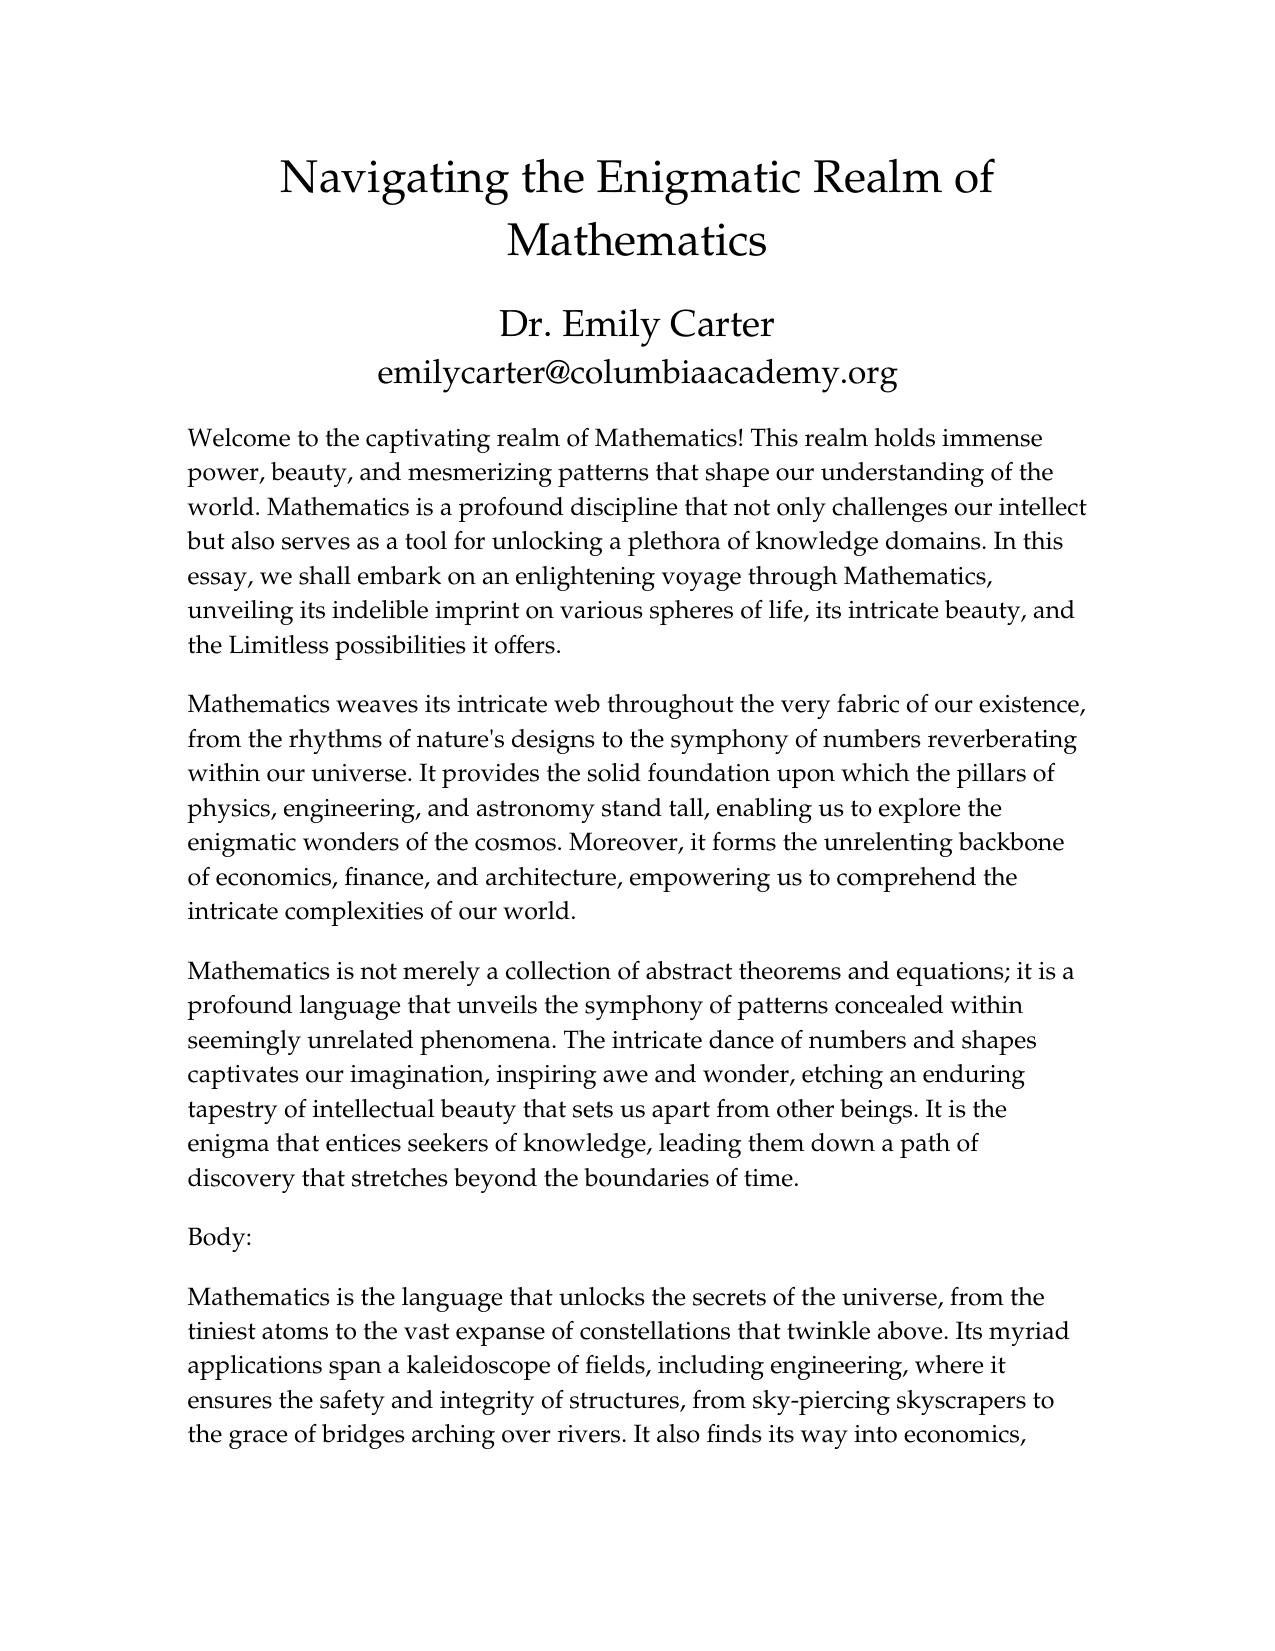 Navigating the Enigmatic Realm of
Mathematics
Dr. Emily Carter
emilycarter@columbiaacademy.org
Welcome to the captivating realm of Mathematics! This realm holds immense
power, beauty, and mesmerizing patterns that shape our understanding of the
world. Mathematics is a profound discipline that not only challenges our intellect
but also serves as a tool for unlocking a plethora of knowledge domains. In this
essay, we shall embark on an enlightening voyage through Mathematics,
unveiling its indelible imprint on various spheres of life, its intricate beauty, and
the Limitless possibilities it offers.
Mathematics weaves its intricate web throughout the very fabric of our existence,
from the rhythms of nature's designs to the symphony of numbers reverberating
within our universe. It provides the solid foundation upon which the pillars of
physics, engineering, and astronomy stand tall, enabling us to explore the
enigmatic wonders of the cosmos. Moreover, it forms the unrelenting backbone
of economics, finance, and architecture, empowering us to comprehend the
intricate complexities of our world.
Mathematics is not merely a collection of abstract theorems and equations; it is a
profound language that unveils the symphony of patterns concealed within
seemingly unrelated phenomena. The intricate dance of numbers and shapes
captivates our imagination, inspiring awe and wonder, etching an enduring
tapestry of intellectual beauty that sets us apart from other beings. It is the
enigma that entices seekers of knowledge, leading them down a path of
discovery that stretches beyond the boundaries of time.
Body:
Mathematics is the language that unlocks the secrets of the universe, from the
tiniest atoms to the vast expanse of constellations that twinkle above. Its myriad
applications span a kaleidoscope of fields, including engineering, where it
ensures the safety and integrity of structures, from sky-piercing skyscrapers to
the grace of bridges arching over rivers. It also finds its way into economics,